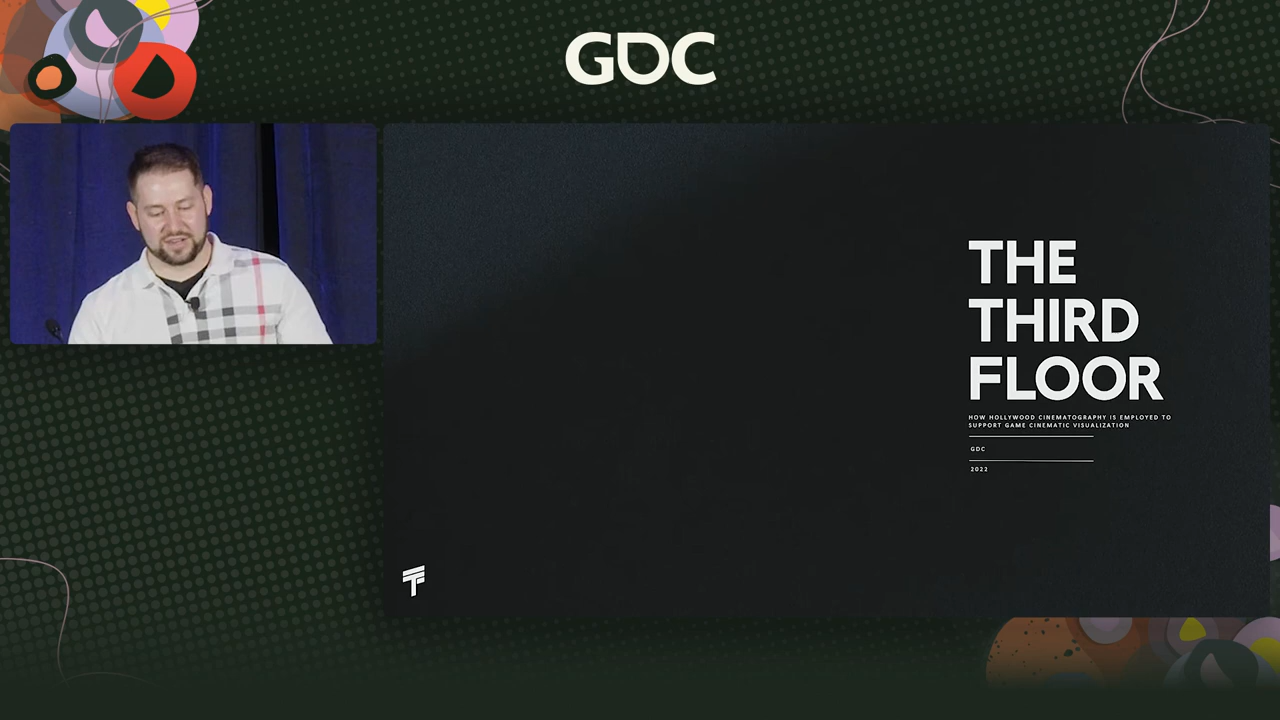 GDC
THE
THIRD
FLOOR
HOW HOLLYWOOD CINEMATOGRAPHY IS EMPLOYED TO
SUPPORT GAME CINEMATIC VISUALIZATION
GDC
2022